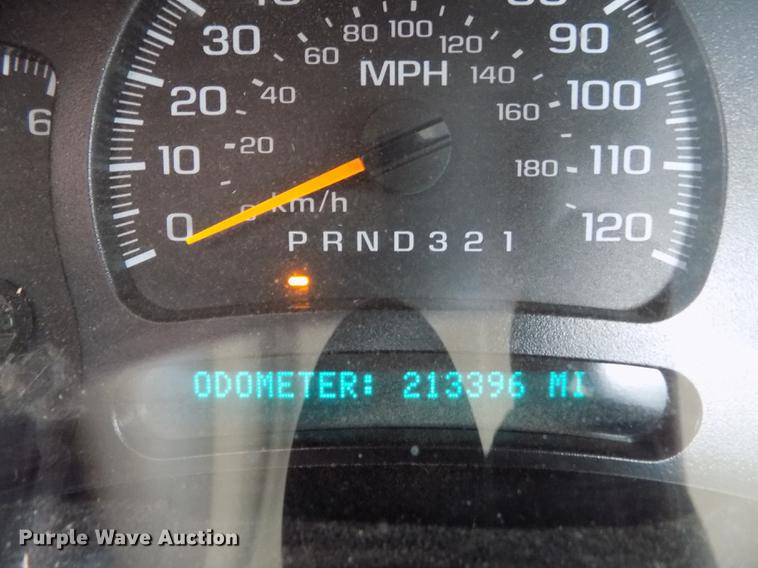 80 100 120
30 60 140 90
MPH
20 40 160 100
6
10 20 180 110
km/h
0 120
PRND321
ODOMETER: 213396 MI
Purple Wave Auction